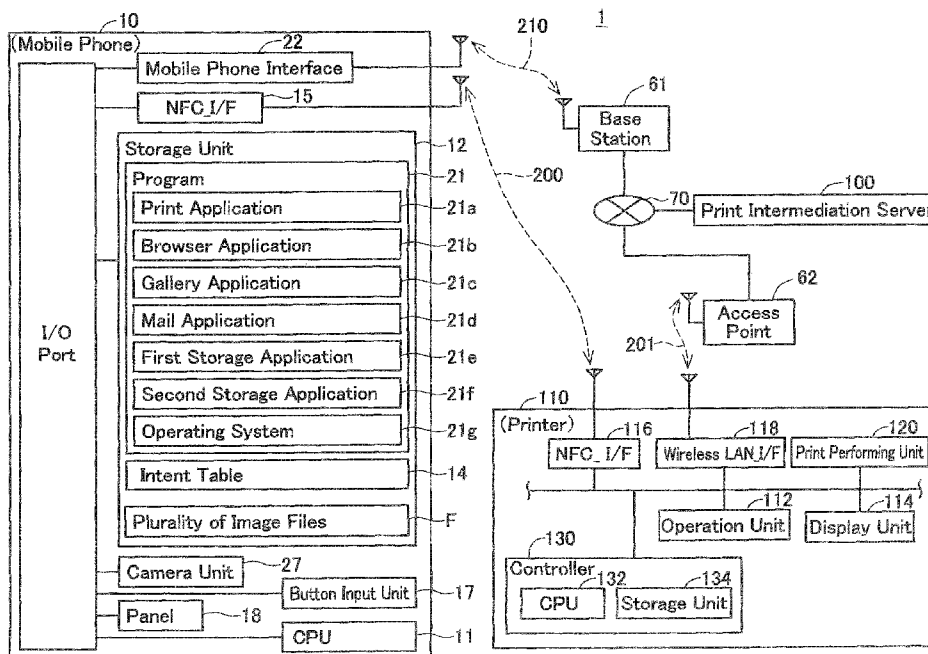 1
10
(Mobile Phone)
22
Mobile Phone Interface
15
NFC_I/F
Storage Unit
12
Program
21
Print Application
21a
Browser Application
21b
Gallery Application
21c
Mail Application
21d
First Storage Application
21e
Second Storage Application
21f
Operating System
21g
Intent Table
14
Plurality of Image Files
F
I/O
Port
Camera Unit
27
Button Input Unit
17
Panel
18
CPU
11
210
200
61
Base
Station
70
100
Print Intermediation Server
62
Access
Point
201
110
(Printer)
116
NFC_ I/F
118
Wireless LAN_I/F
120
Print Performing Unit
112
Operation Unit
114
Display Unit
130
Controller
132
CPU
134
Storage Unit